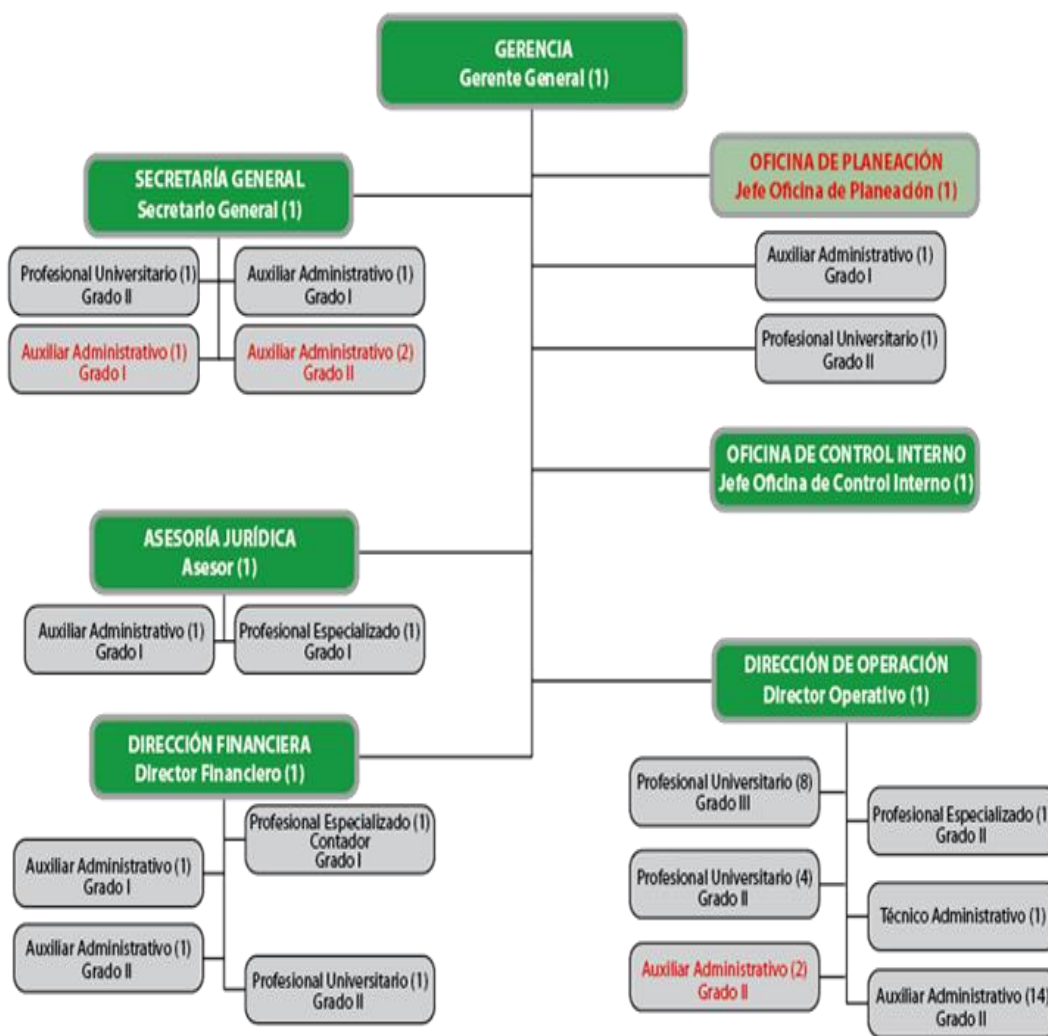 GERENCIA
Gerente General (1)
OFICINA DE PLANEACIÓN
Jefe Oficina de Planeación (1)
SECRETARÍA GENERAL
Secretario General (1)
Profesional Universitario (1)
Grado II
Auxiliar Administrativo (1)
Grado I
Auxiliar Administrativo (1)
Grado I
Auxiliar Administrativo (2)
Grado II
Auxiliar Administrativo (1)
Grado I
Profesional Universitario (1)
Grado II
OFICINA DE CONTROL INTERNO
Jefe Oficina de Control Interno (1)
ASESORÍA JURÍDICA
Asesor (1)
Auxiliar Administrativo (1)
Grado I
Profesional Especializado (1)
Grado I
DIRECCIÓN DE OPERACIÓN
Director Operativo (1)
DIRECCIÓN FINANCIERA
Director Financiero (1)
Profesional Especializado (1)
Contador
Grado I
Auxiliar Administrativo (1)
Grado I
Auxiliar Administrativo (1)
Grado II
Profesional Universitario (1)
Grado II
Profesional Universitario (8)
Grado III
Profesional Especializado (1
Grado II
Profesional Universitario (4)
Grado II
Técnico Administrativo (1)
Auxiliar Administrativo (2)
Grado II
Auxiliar Administrativo (14)
Grado II